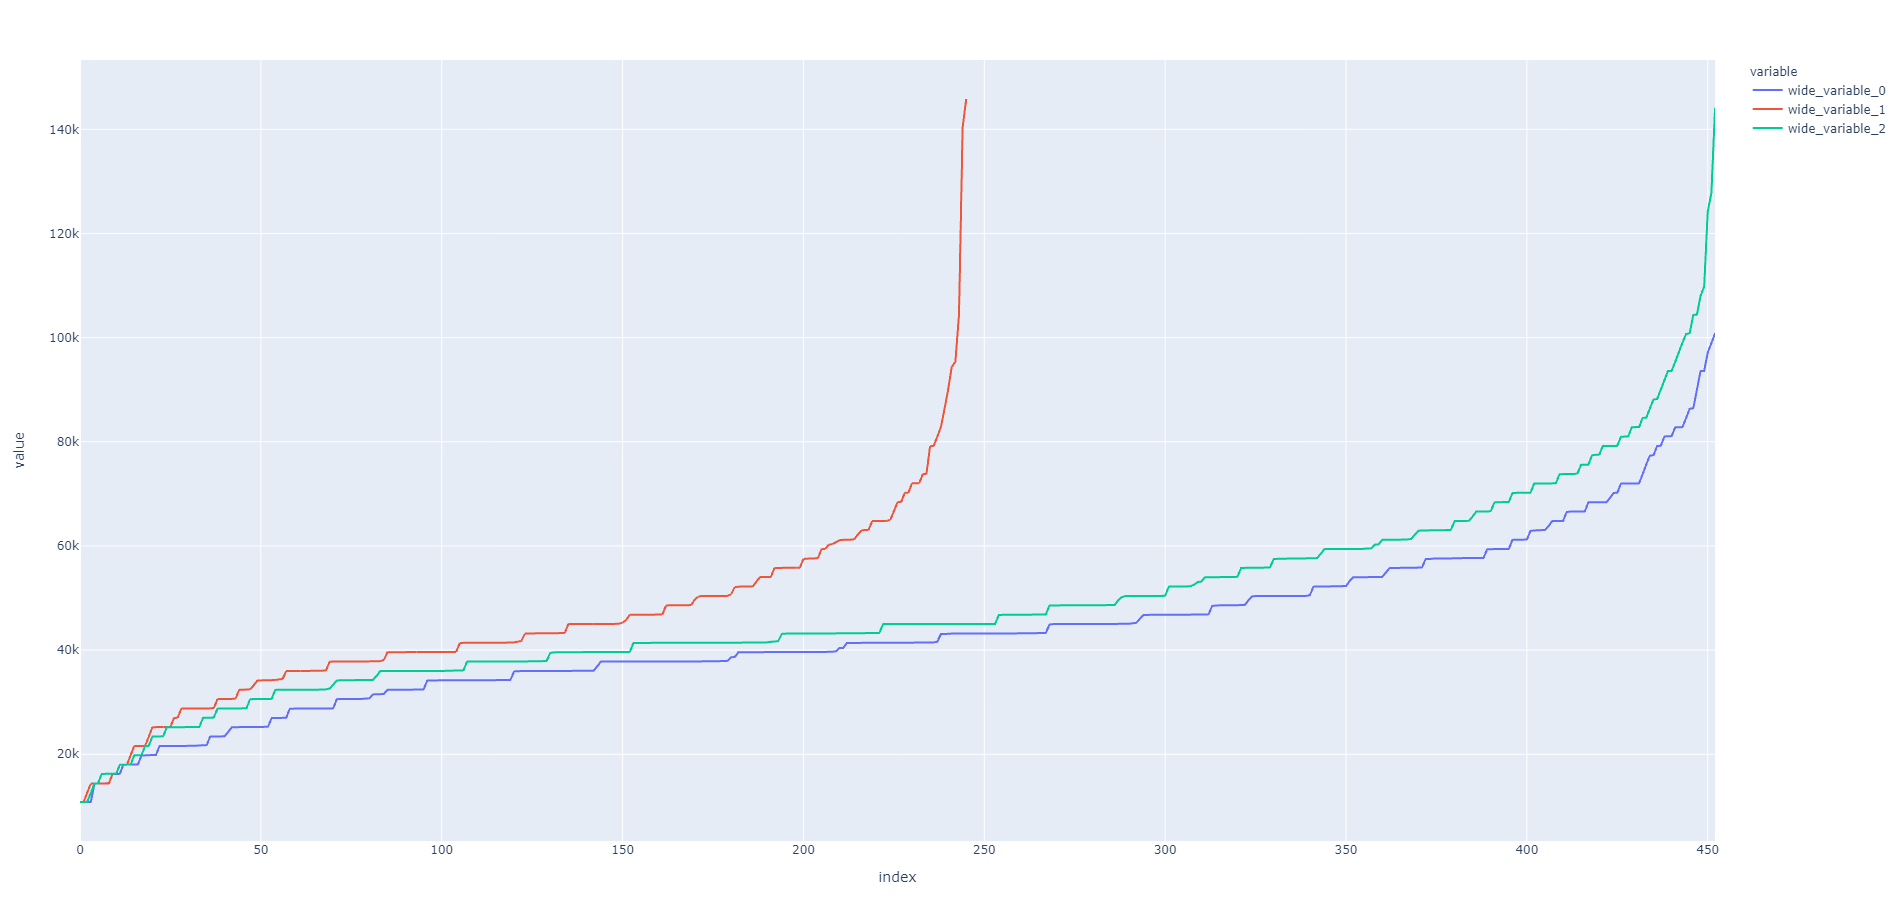 variable
wide_variable_0
wide_variable_1
wide_variable_2
140k
120k
100k
80k
60k
40k
20k
value
0 50 100 150 200 250 300 350 400 450
index